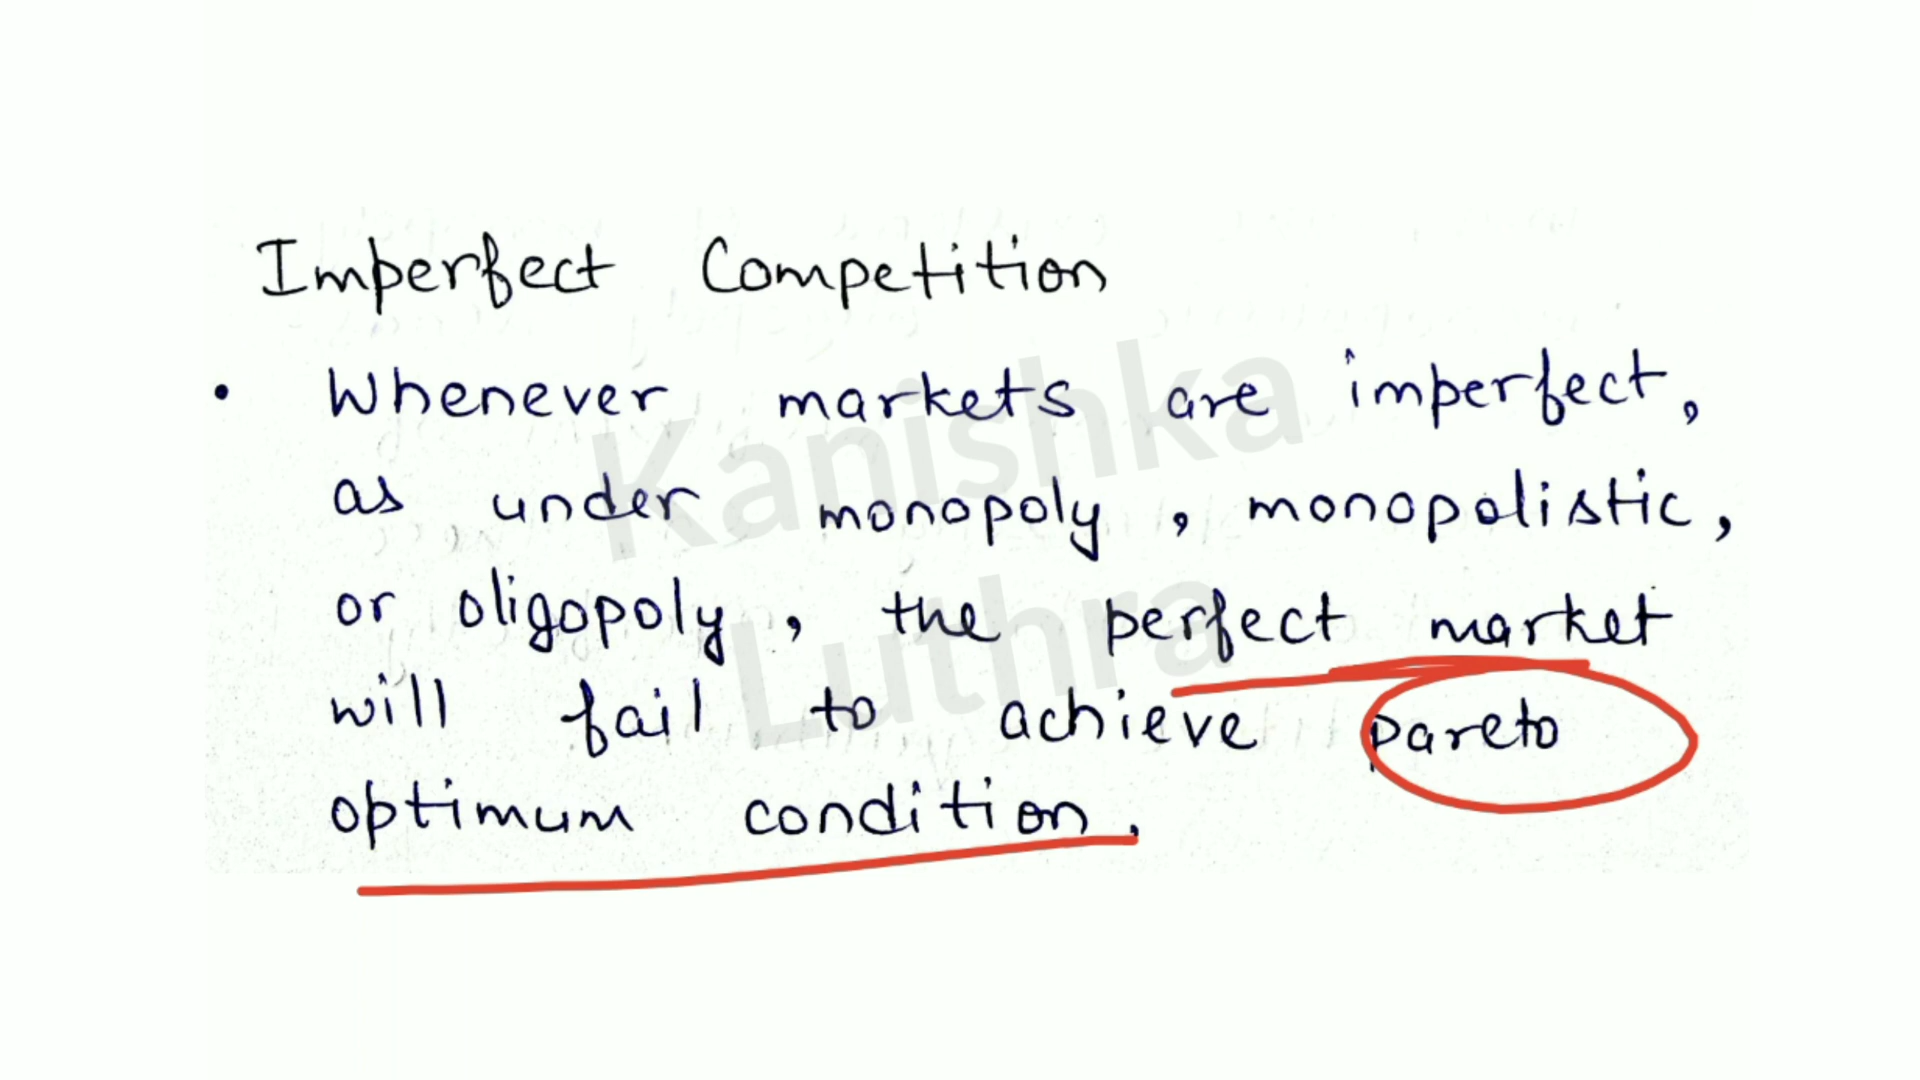 Imperfect Competition
• Whenever markets are imperfect,
as under monopoly, monopolistic,
or oligopoly, the perfect market
will fail to achieve pareto
optimum condition.
Kanishka
Luthra